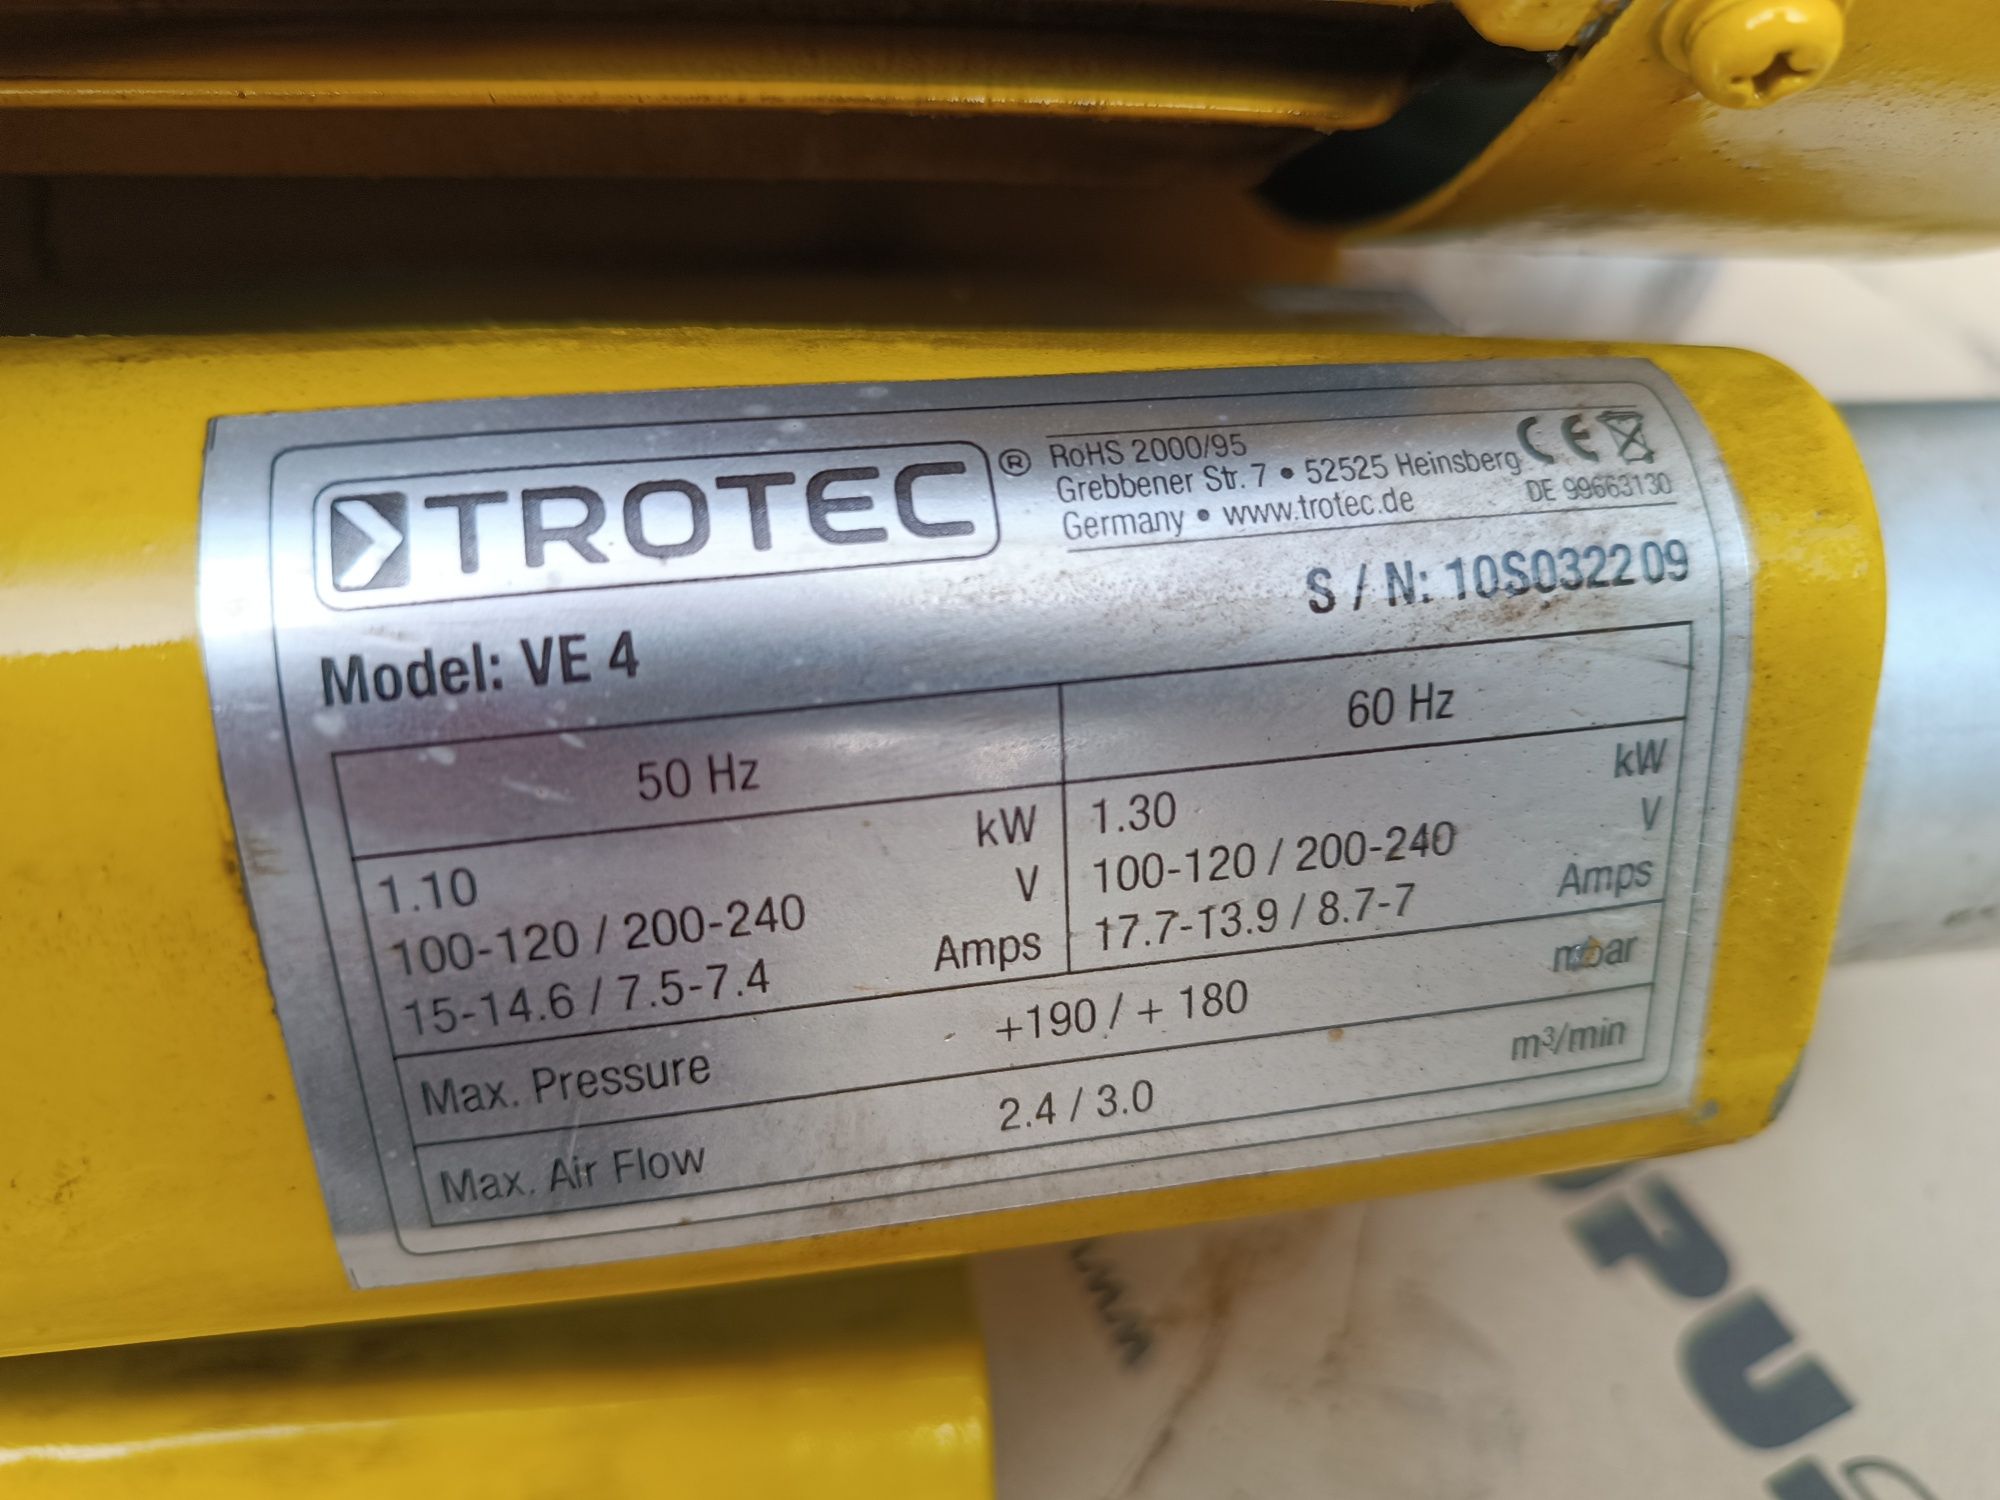 TROTEC®
RoHS 2000/95
Grebbener Str. 7 • 52525 Heinsberg
Germany • www.trotec.de
CE
DE 99663130
S / N: 10S032209
Model: VE 4
50 Hz 60 Hz
1.10 kW 1.30 kW
100-120 / 200-240 V 100-120 / 200-240 V
15-14.6 / 7.5-7.4 Amps 17.7-13.9 / 8.7-7 Amps
Max. Pressure +190 / + 180 mbar
Max. Air Flow 2.4 / 3.0 m³/min